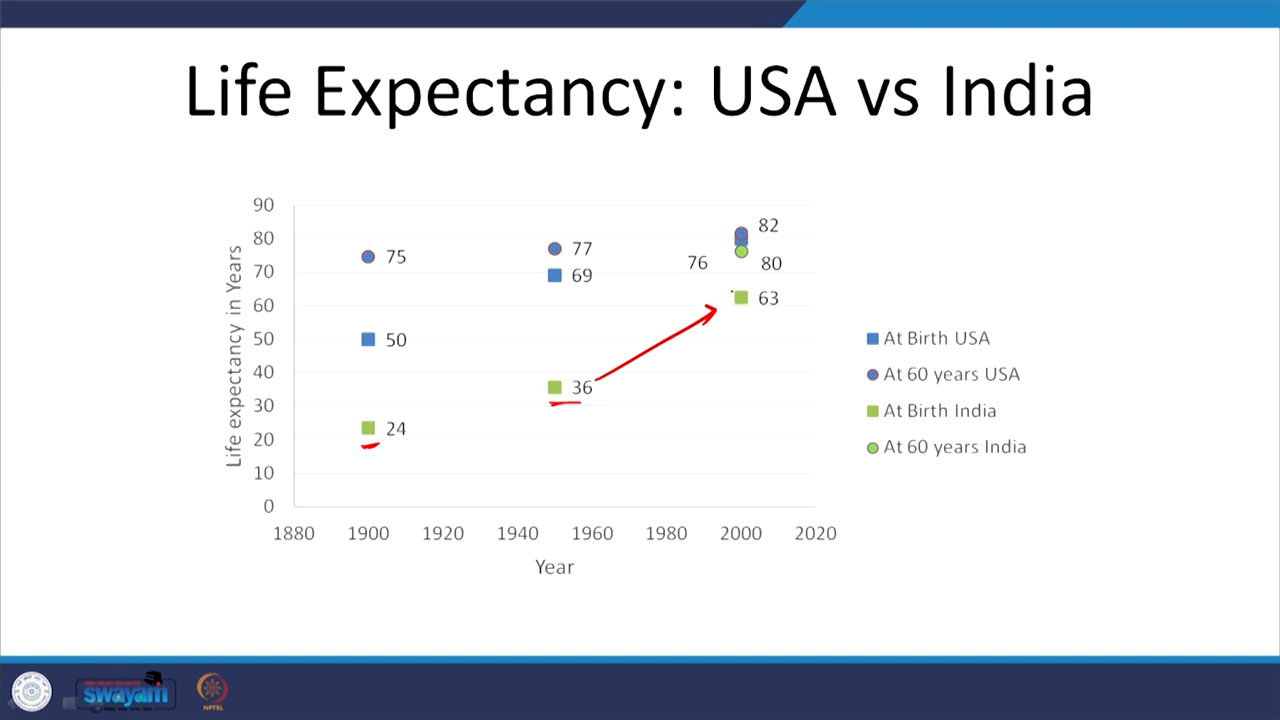 Life Expectancy: USA vs India
Life expectancy in Years
90
80
70
60
50
40
30
20
10
0
75
50
24
77
69
36
82
76
80
63
1880 1900 1920 1940 1960 1980 2000 2020
Year
At Birth USA
At 60 years USA
At Birth India
At 60 years India
swayam
NPTEL